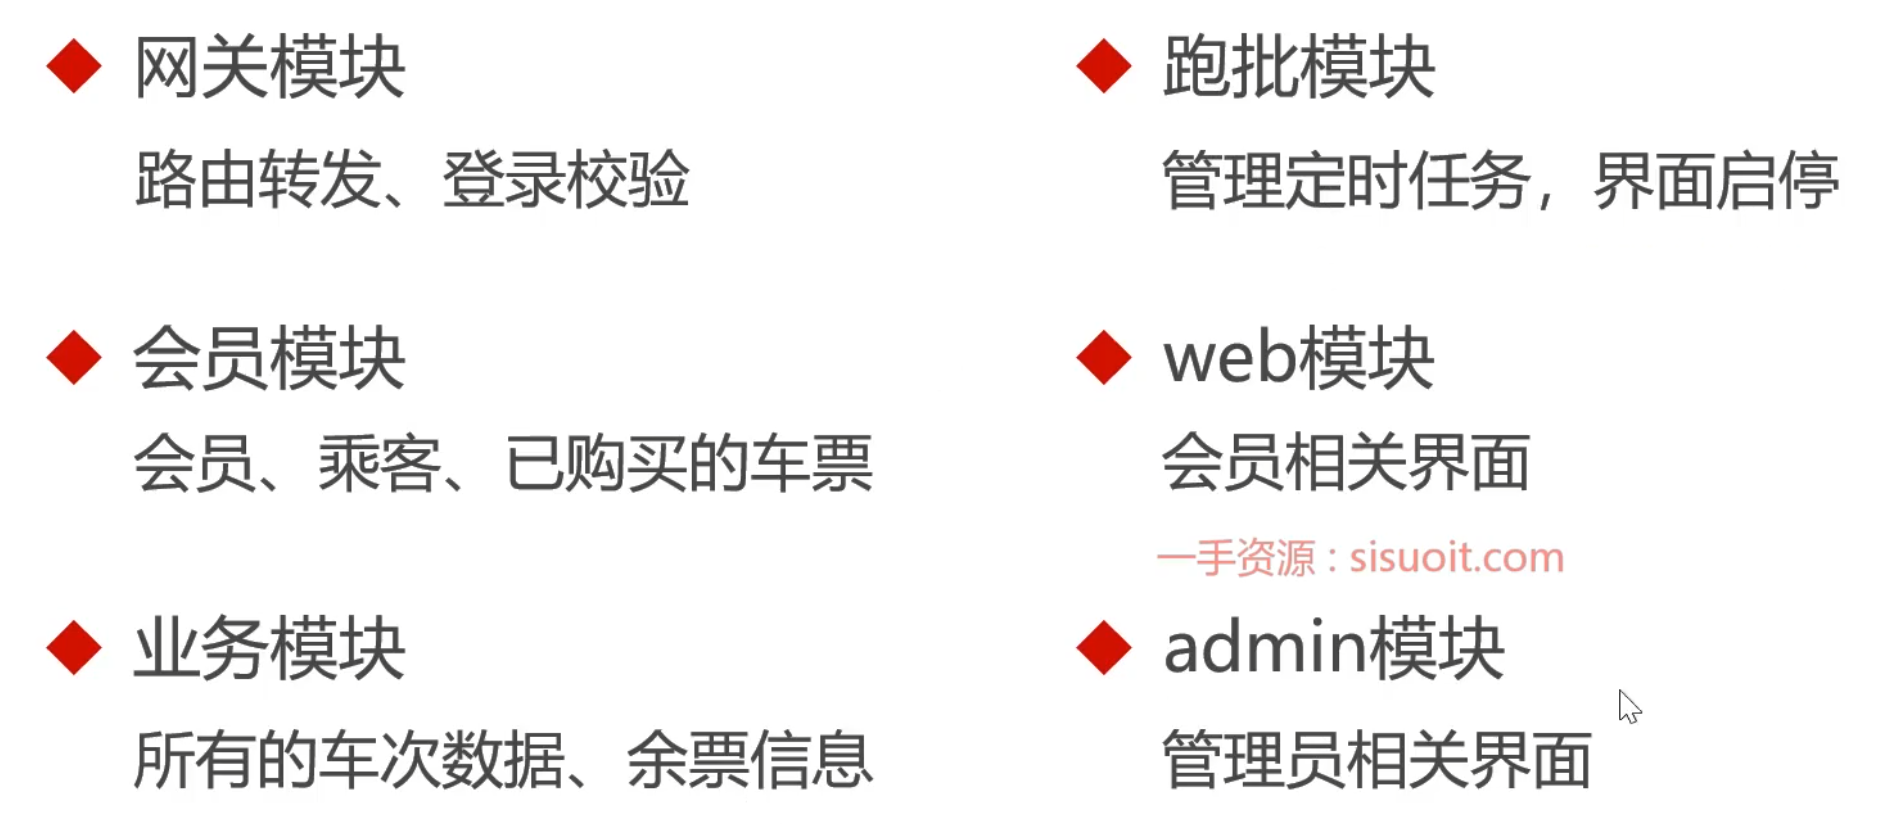 网关模块
路由转发、登录校验
会员模块
会员、乘客、已购买的车票
业务模块
所有的车次数据、余票信息
跑批模块
管理定时任务，界面启停
web模块
会员相关界面
一手资源：sisuoit.com
admin模块
管理员相关界面